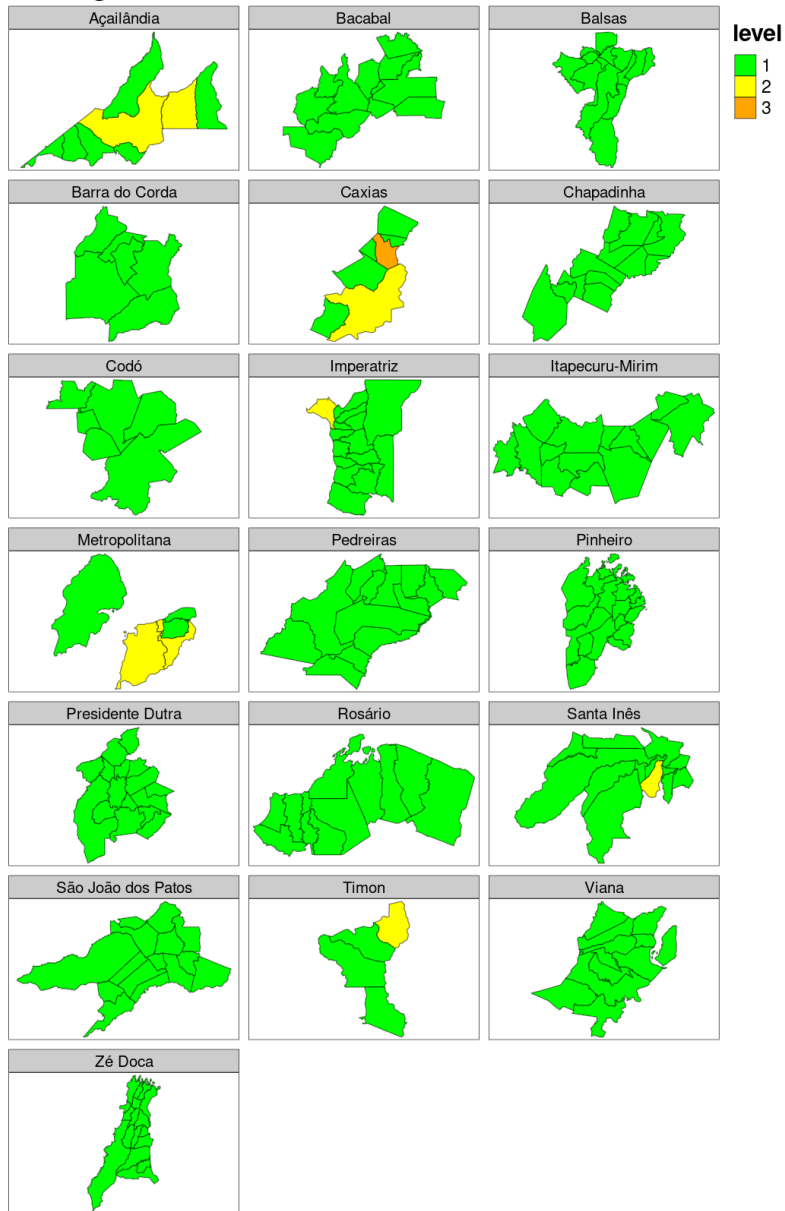 Açailândia
Bacabal
Balsas
level
1
2
3
Barra do Corda
Caxias
Chapadinha
Codó
Imperatriz
Itapecuru-Mirim
Metropolitana
Pedreiras
Pinheiro
Presidente Dutra
Rosário
Santa Inês
São João dos Patos
Timon
Viana
Zé Doca